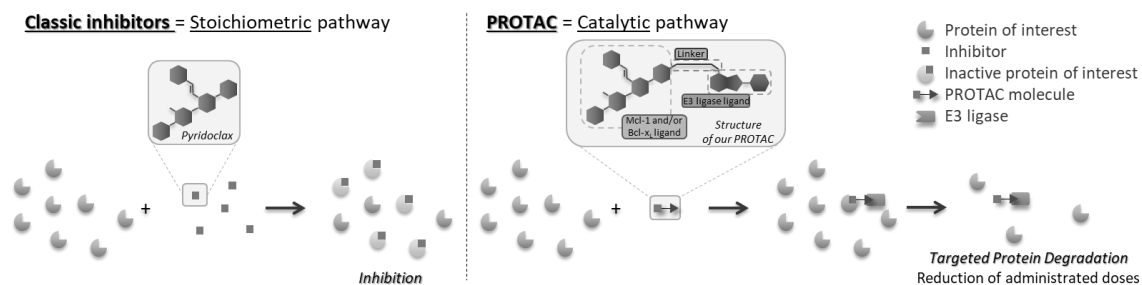 Classic inhibitors = Stoichiometric pathway
Pyridoclax
+
Inhibition
PROTAC = Catalytic pathway
Linker
E3 ligase ligand
Mcl-1 and/or
Bcl-xL ligand
Structure
of our PROTAC
+
Targeted Protein Degradation
Reduction of administrated doses
Protein of interest
Inhibitor
Inactive protein of interest
PROTAC molecule
E3 ligase